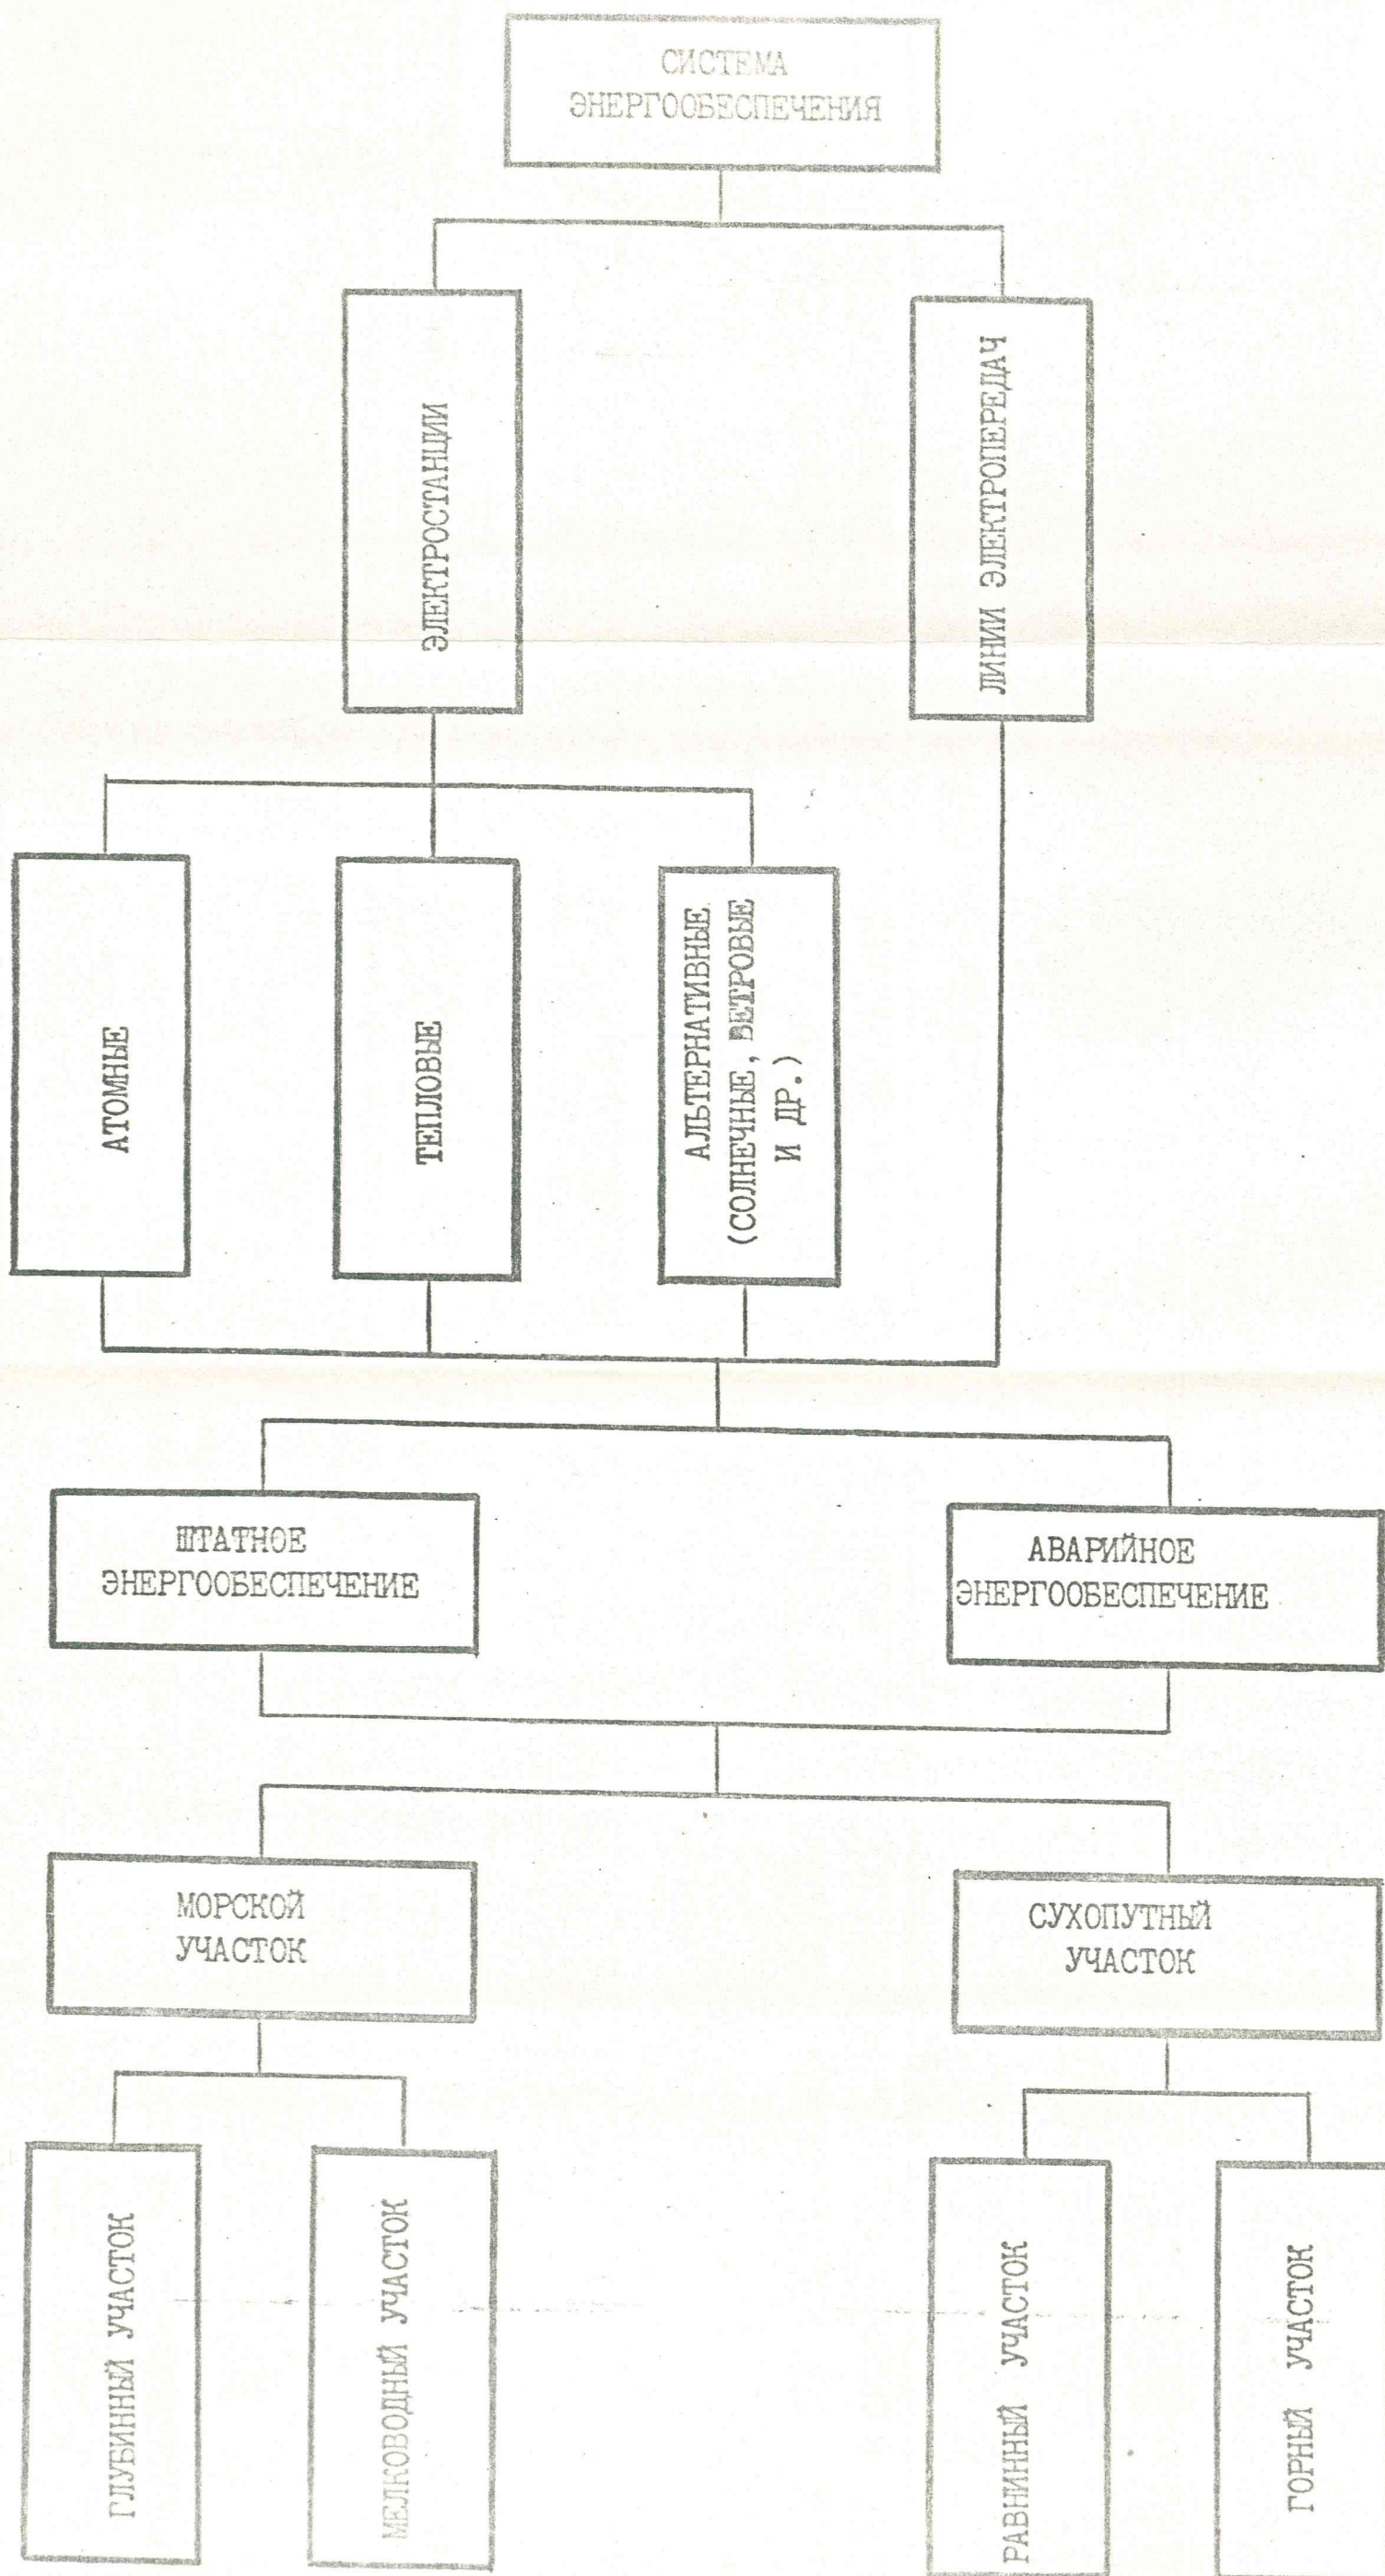 СИСТЕМА
ЭНЕРГООБЕСПЕЧЕНИЯ
ЭЛЕКТРОСТАНЦИИ
ЛИНИИ ЭЛЕКТРОПЕРЕДАЧ
АТОМНЫЕ
ТЕПЛОВЫЕ
АЛЬТЕРНАТИВНЫЕ
(СОЛНЕЧНЫЕ, ВЕТРОВЫЕ
И ДР.)
ШТАТНОЕ
ЭНЕРГООБЕСПЕЧЕНИЕ
АВАРИЙНОЕ
ЭНЕРГООБЕСПЕЧЕНИЕ
МОРСКОЙ
УЧАСТОК
СУХОПУТНЫЙ
УЧАСТОК
ГЛУБИННЫЙ УЧАСТОК
МЕЛКОВОДНЫЙ УЧАСТОК
РАВНИННЫЙ УЧАСТОК
ГОРНЫЙ УЧАСТОК